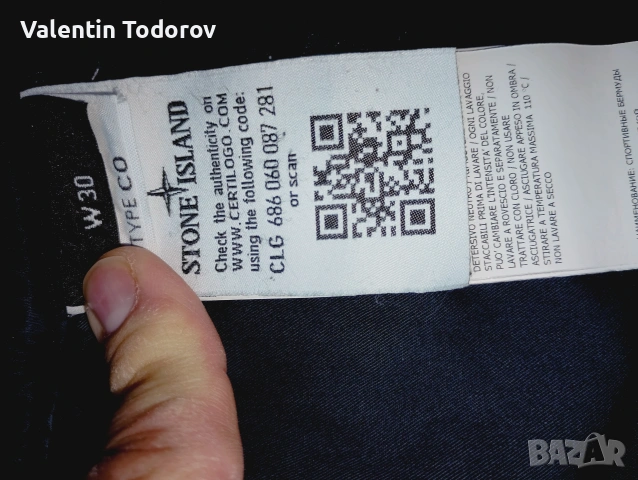 Valentin Todorov
W 30
TYPE CO
STONE ISLAND
Check the authenticity on
WWW.CERTILOGO.COM
using the following code:
CLG 686 060 087 281
or scan
STACCABILI PRIMA DI LAVARE / OGNI LAVAGGIO
PUO' CAMBIARE L'INTENSITA' DEL COLORE.
LAVARE A ROVESCIO E SEPARATAMENTE / NON
TRATTARE CON CLORO / NON USARE
ASCIUGATRICE / ASCIUGARE APPESO IN OMBRA /
STIRARE A TEMPERATURA MASSIMA 110 °C /
NON LAVARE A SECCO
СПОРТИВНЫЕ БЕРМУДЫ
BAZAR